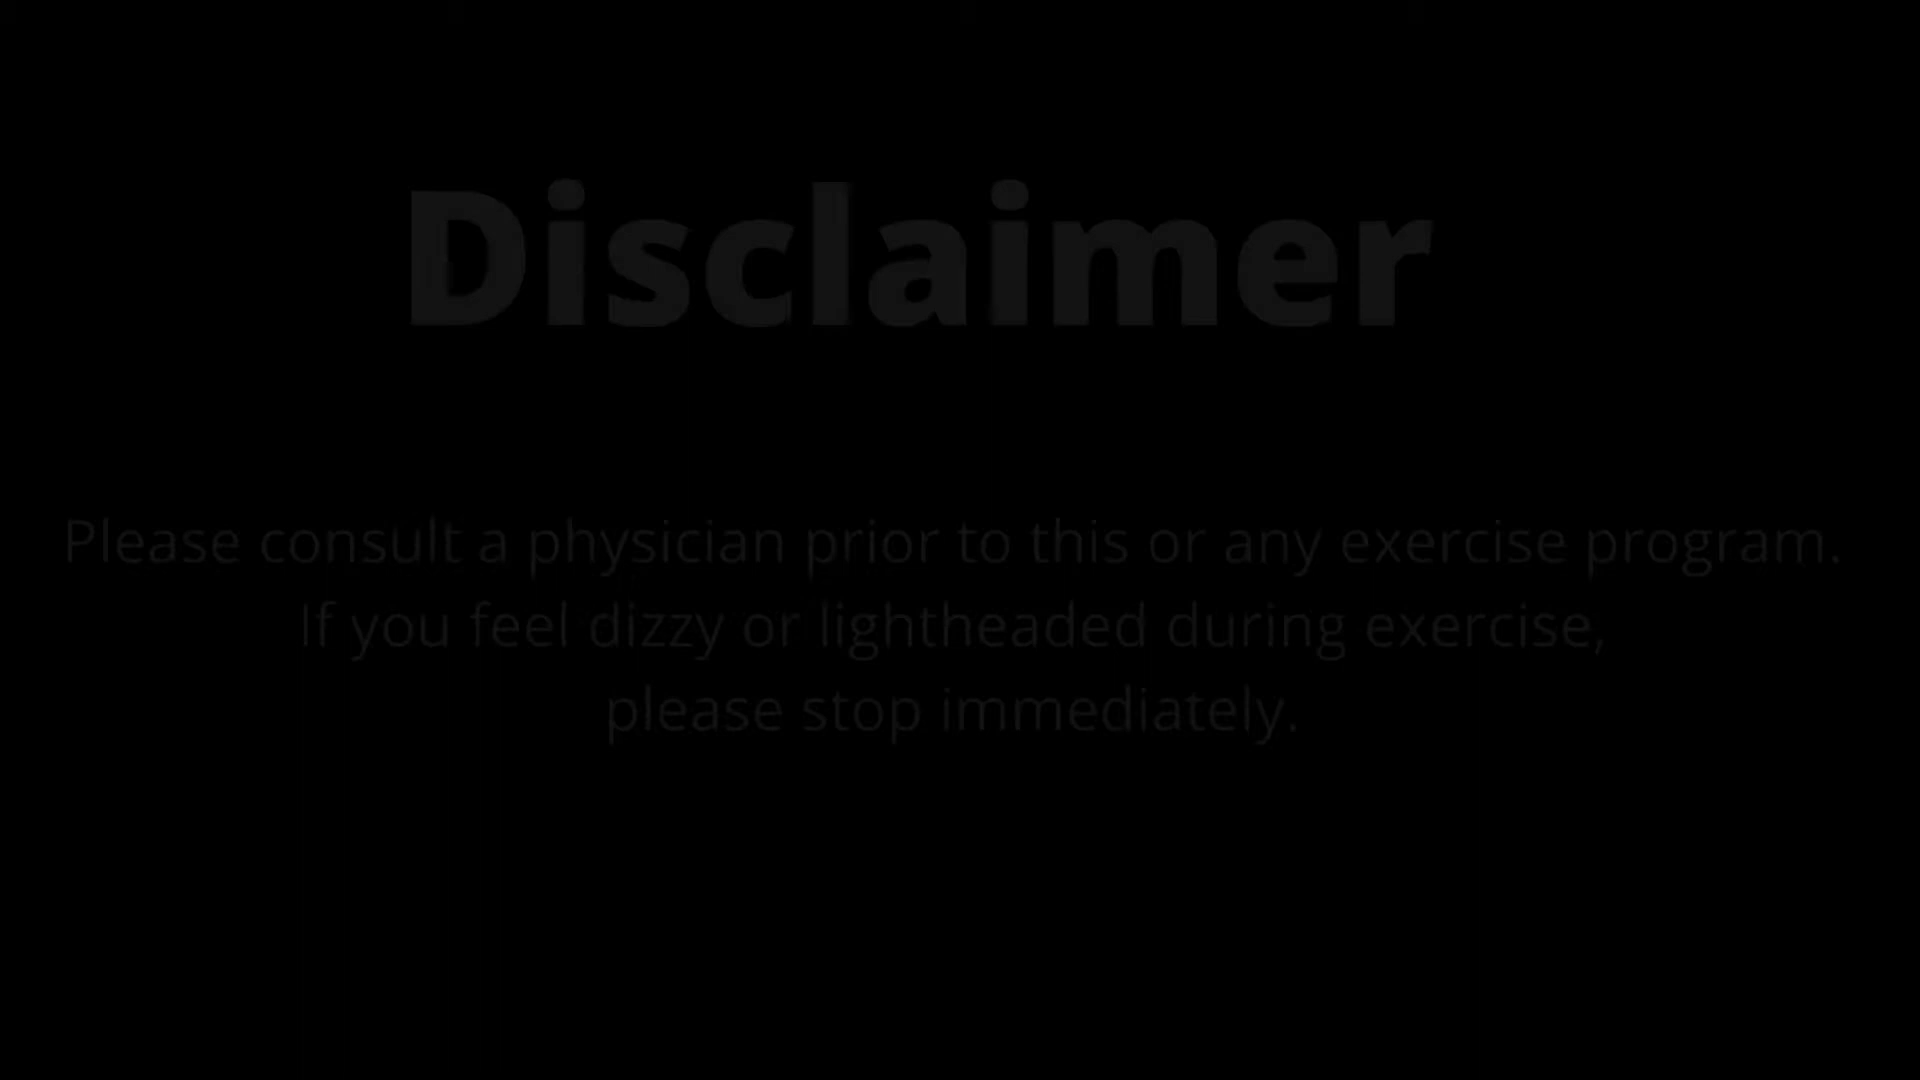 Disclaimer
Please consult a physician prior to this or any exercise program.
If you feel dizzy or lightheaded during exercise,
please stop immediately.